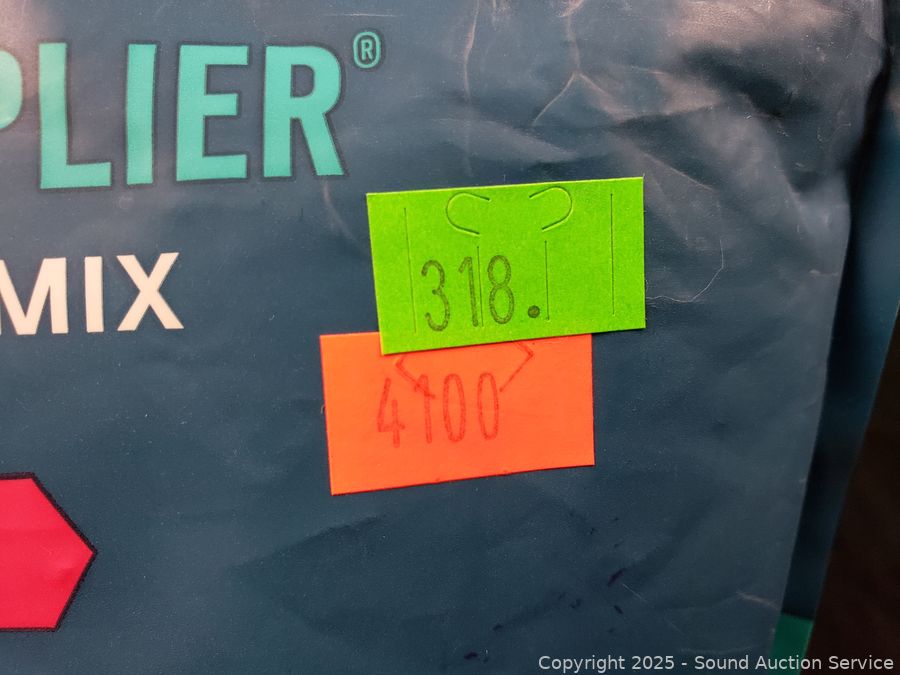 PLIER®
MIX
318.
4100
Copyright 2025 - Sound Auction Service